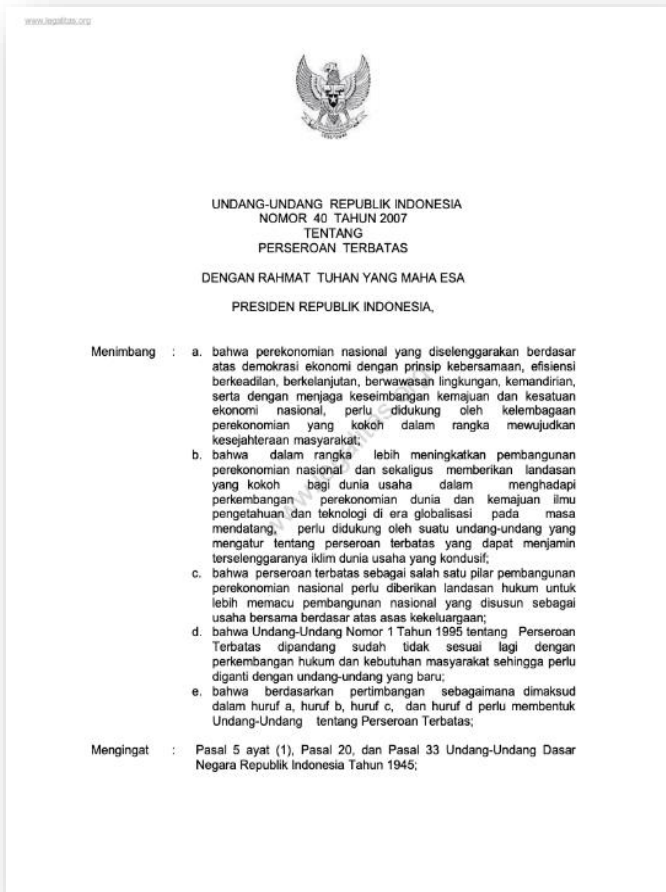 www.legalitas.org
UNDANG-UNDANG REPUBLIK INDONESIA
NOMOR 40 TAHUN 2007
TENTANG
PERSEROAN TERBATAS
DENGAN RAHMAT TUHAN YANG MAHA ESA
PRESIDEN REPUBLIK INDONESIA,
Menimbang : a. bahwa perekonomian nasional yang diselenggarakan berdasar
atas demokrasi ekonomi dengan prinsip kebersamaan, efisiensi
berkeadilan, berkelanjutan, berwawasan lingkungan, kemandirian,
serta dengan menjaga keseimbangan kemajuan dan kesatuan
ekonomi nasional, perlu didukung oleh kelembagaan
perekonomian yang kokoh dalam rangka mewujudkan
kesejahteraan masyarakat;
b. bahwa dalam rangka lebih meningkatkan pembangunan
perekonomian nasional dan sekaligus memberikan landasan
yang kokoh bagi dunia usaha dalam menghadapi
perkembangan perekonomian dunia dan kemajuan ilmu
pengetahuan dan teknologi di era globalisasi pada masa
mendatang, perlu didukung oleh suatu undang-undang yang
mengatur tentang perseroan terbatas yang dapat menjamin
terselenggaranya iklim dunia usaha yang kondusif;
c. bahwa perseroan terbatas sebagai salah satu pilar pembangunan
perekonomian nasional perlu diberikan landasan hukum untuk
lebih memacu pembangunan nasional yang disusun sebagai
usaha bersama berdasar atas asas kekeluargaan;
d. bahwa Undang-Undang Nomor 1 Tahun 1995 tentang Perseroan
Terbatas dipandang sudah tidak sesuai lagi dengan
perkembangan hukum dan kebutuhan masyarakat sehingga perlu
diganti dengan undang-undang yang baru;
e. bahwa berdasarkan pertimbangan sebagaimana dimaksud
dalam huruf a, huruf b, huruf c, dan huruf d perlu membentuk
Undang-Undang tentang Perseroan Terbatas;
Mengingat : Pasal 5 ayat (1), Pasal 20, dan Pasal 33 Undang-Undang Dasar
Negara Republik Indonesia Tahun 1945;
www.legalitas.org